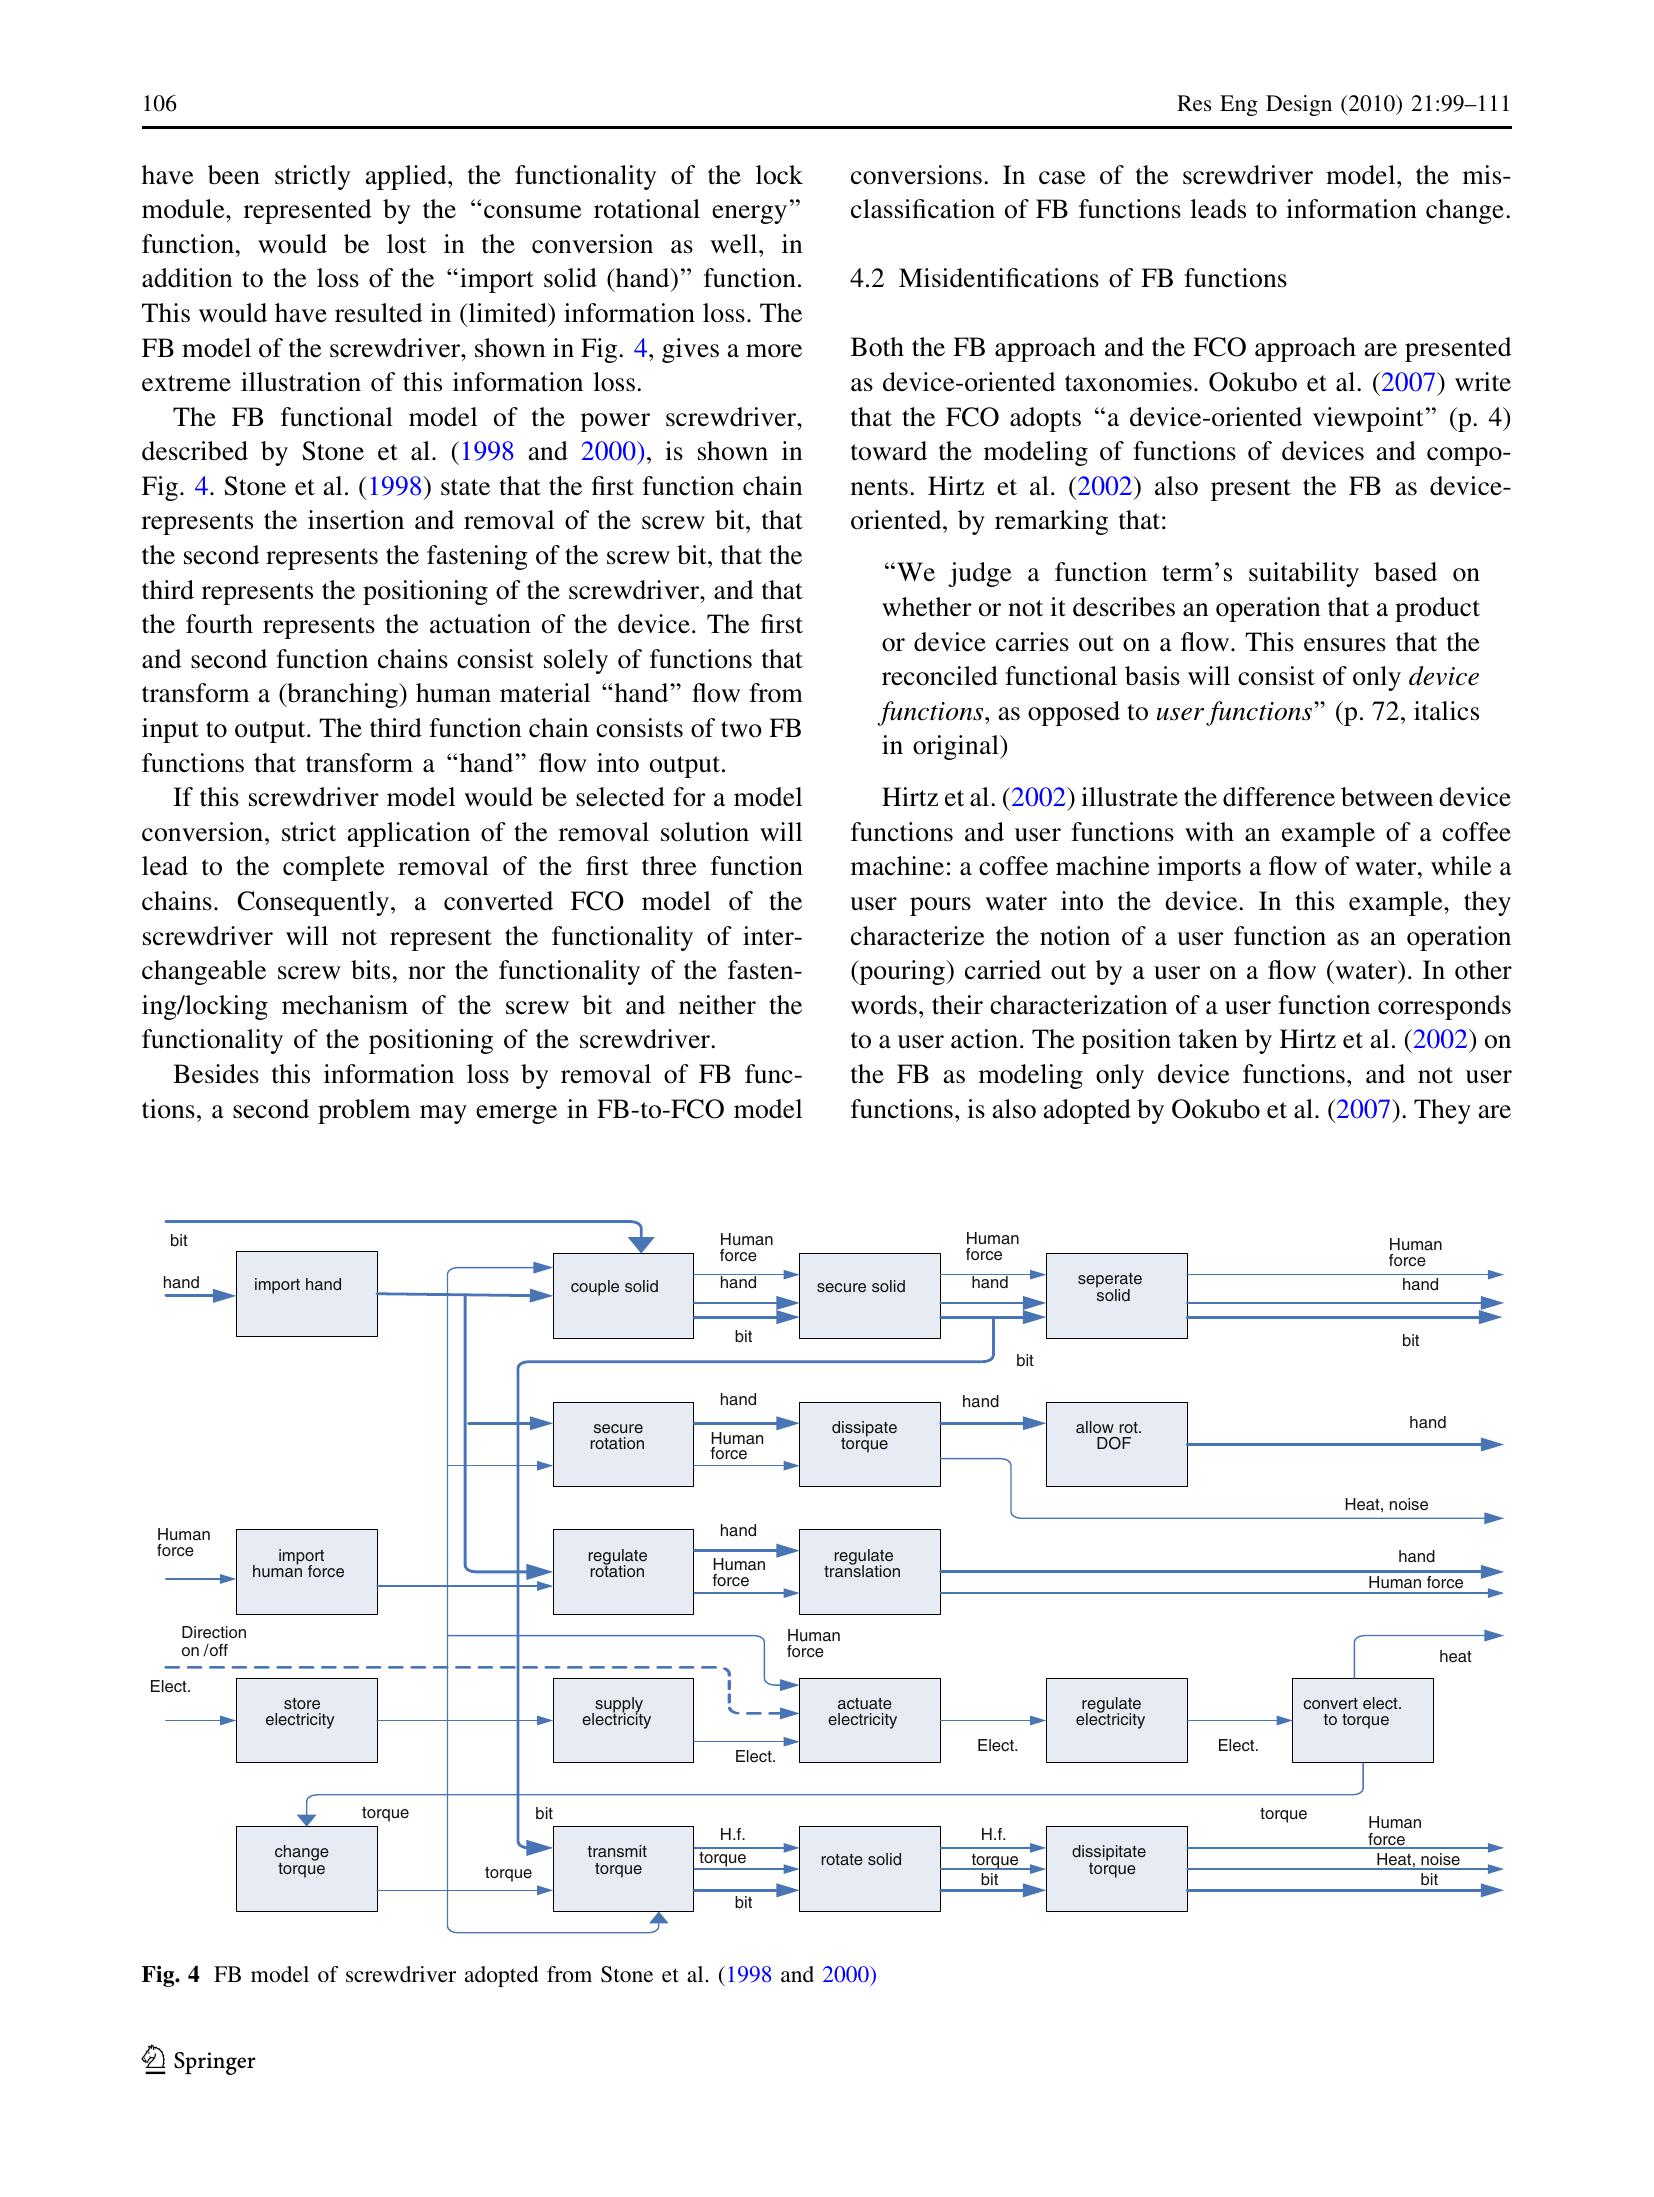 106
Res Eng Design (2010) 21:99–111
have been strictly applied, the functionality of the lock
module, represented by the “consume rotational energy”
function, would be lost in the conversion as well, in
addition to the loss of the “import solid (hand)” function.
This would have resulted in (limited) information loss. The
FB model of the screwdriver, shown in Fig. 4, gives a more
extreme illustration of this information loss.
The FB functional model of the power screwdriver,
described by Stone et al. (1998 and 2000), is shown in
Fig. 4. Stone et al. (1998) state that the first function chain
represents the insertion and removal of the screw bit, that
the second represents the fastening of the screw bit, that the
third represents the positioning of the screwdriver, and that
the fourth represents the actuation of the device. The first
and second function chains consist solely of functions that
transform a (branching) human material “hand” flow from
input to output. The third function chain consists of two FB
functions that transform a “hand” flow into output.
If this screwdriver model would be selected for a model
conversion, strict application of the removal solution will
lead to the complete removal of the first three function
chains. Consequently, a converted FCO model of the
screwdriver will not represent the functionality of inter-
changeable screw bits, nor the functionality of the fasten-
ing/locking mechanism of the screw bit and neither the
functionality of the positioning of the screwdriver.
Besides this information loss by removal of FB func-
tions, a second problem may emerge in FB-to-FCO model
conversions. In case of the screwdriver model, the mis-
classification of FB functions leads to information change.
4.2 Misidentifications of FB functions
Both the FB approach and the FCO approach are presented
as device-oriented taxonomies. Ookubo et al. (2007) write
that the FCO adopts “a device-oriented viewpoint” (p. 4)
toward the modeling of functions of devices and compo-
nents. Hirtz et al. (2002) also present the FB as device-
oriented, by remarking that:
“We judge a function term’s suitability based on
whether or not it describes an operation that a product
or device carries out on a flow. This ensures that the
reconciled functional basis will consist of only device
functions, as opposed to user functions” (p. 72, italics
in original)
Hirtz et al. (2002) illustrate the difference between device
functions and user functions with an example of a coffee
machine: a coffee machine imports a flow of water, while a
user pours water into the device. In this example, they
characterize the notion of a user function as an operation
(pouring) carried out by a user on a flow (water). In other
words, their characterization of a user function corresponds
to a user action. The position taken by Hirtz et al. (2002) on
the FB as modeling only device functions, and not user
functions, is also adopted by Ookubo et al. (2007). They are
bit
hand
import hand
couple solid
Human
force
hand
bit
secure solid
Human
force
hand
bit
seperate
solid
Human
force
hand
bit
secure
rotation
hand
Human
force
dissipate
torque
hand
allow rot.
DOF
hand
Heat, noise
Human
force
import
human force
regulate
rotation
hand
Human
force
regulate
translation
hand
Human force
Direction
on /off
Human
force
heat
Elect.
store
electricity
supply
electricity
Elect.
actuate
electricity
Elect.
regulate
electricity
Elect.
convert elect.
to torque
torque
bit
torque
change
torque
torque
transmit
torque
H.f.
torque
bit
rotate solid
H.f.
torque
bit
dissipitate
torque
Human
force
Heat, noise
bit
Fig. 4 FB model of screwdriver adopted from Stone et al. (1998 and 2000)
Springer